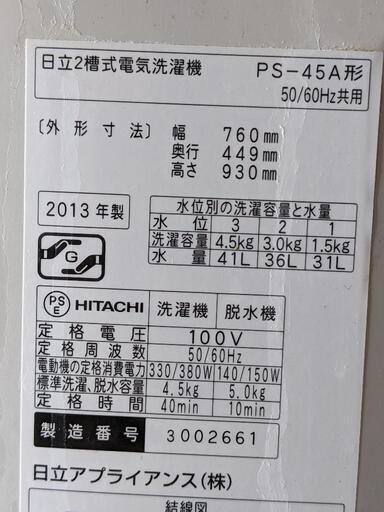 日立2槽式電気洗濯機 PS-45A形
50/60Hz共用
〔外形寸法〕幅 760mm
奥行 449mm
高さ 930mm
2013年製
水位別の洗濯容量と水量
水位 3 2 1
洗濯容量 4.5kg 3.0kg 1.5kg
水量 41L 36L 31L
G
PSE HITACHI 洗濯機 脱水機
定格電圧 100V
定格周波数 50/60Hz
電動機の定格消費電力 330/380W 140/150W
標準洗濯、脱水容量 4.5kg 5.0kg
定格時間 40min 10min
製造番号 3002661
日立アプライアンス(株)
結線図